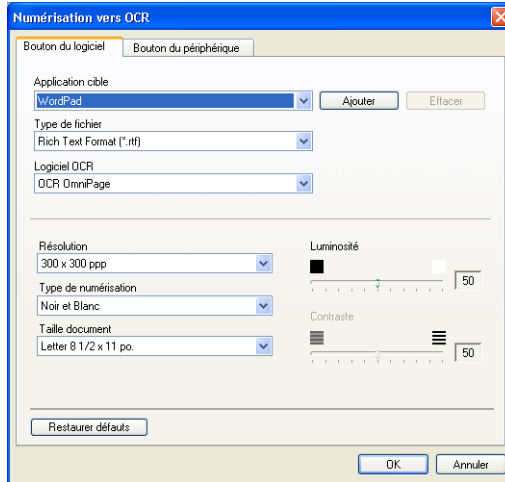 Numérisation vers OCR
Bouton du logiciel Bouton du périphérique
Application cible
WordPad Ajouter Effacer
Type de fichier
Rich Text Format (*.rtf)
Logiciel OCR
OCR OmniPage
Résolution Luminosité
300 x 300 ppp
50
Type de numérisation
Noir et Blanc
Contraste
Taille document
Letter 8 1/2 x 11 po.
50
Restaurer défauts
OK Annuler